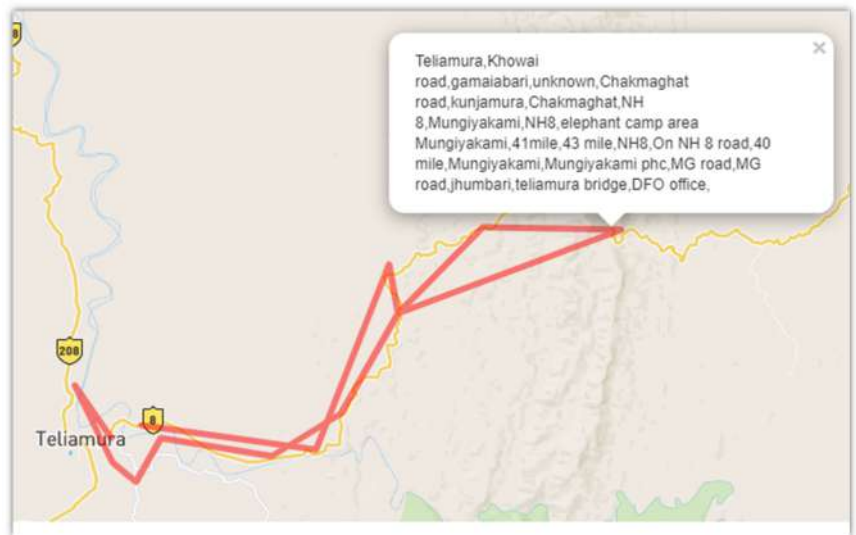 8
×
Teliamura,Khowai
road,gamaiabari,unknown,Chakmaghat
road,kunjamura,Chakmaghat,NH
8,Mungiyakami,NH8,elephant camp area
Mungiyakami,41mile,43 mile,NH8,On NH 8 road,40
mile,Mungiyakami,Mungiyakami phc,MG road,MG
road,jhumbari,teliamura bridge,DFO office,
208
8
Teliamura